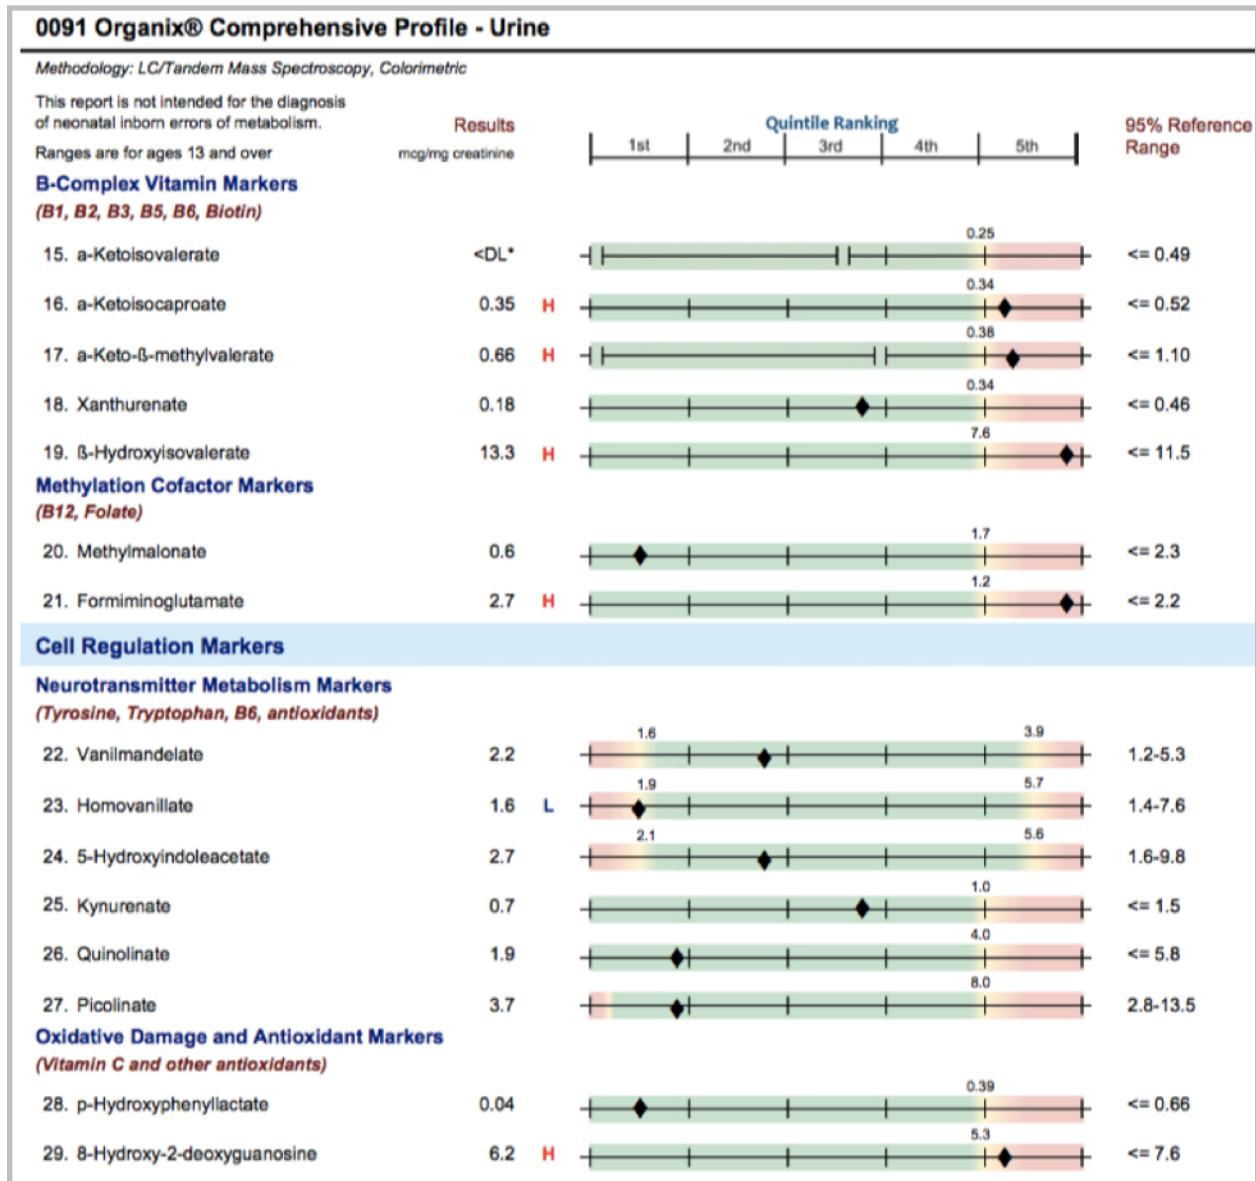 0091 Organix® Comprehensive Profile - Urine
Methodology: LC/Tandem Mass Spectroscopy, Colorimetric
This report is not intended for the diagnosis
of neonatal inborn errors of metabolism.
Ranges are for ages 13 and over
Results
mcg/mg creatinine
Quintile Ranking
1st 2nd 3rd 4th 5th
95% Reference
Range
B-Complex Vitamin Markers
(B1, B2, B3, B5, B6, Biotin)
0.25
15. a-Ketoisovalerate <DL* <= 0.49
0.34
16. a-Ketoisocaproate 0.35 H <= 0.52
0.38
17. a-Keto-ß-methylvalerate 0.66 H <= 1.10
0.34
18. Xanthurenate 0.18 <= 0.46
7.6
19. ß-Hydroxyisovalerate 13.3 H <= 11.5
Methylation Cofactor Markers
(B12, Folate)
1.7
20. Methylmalonate 0.6 <= 2.3
1.2
21. Formiminoglutamate 2.7 H <= 2.2
Cell Regulation Markers
Neurotransmitter Metabolism Markers
(Tyrosine, Tryptophan, B6, antioxidants)
1.6 3.9
22. Vanilmandelate 2.2 1.2-5.3
1.9 5.7
23. Homovanillate 1.6 L 1.4-7.6
2.1 5.6
24. 5-Hydroxyindoleacetate 2.7 1.6-9.8
1.0
25. Kynurenate 0.7 <= 1.5
4.0
26. Quinolinate 1.9 <= 5.8
8.0
27. Picolinate 3.7 2.8-13.5
Oxidative Damage and Antioxidant Markers
(Vitamin C and other antioxidants)
0.39
28. p-Hydroxyphenyllactate 0.04 <= 0.66
5.3
29. 8-Hydroxy-2-deoxyguanosine 6.2 H <= 7.6